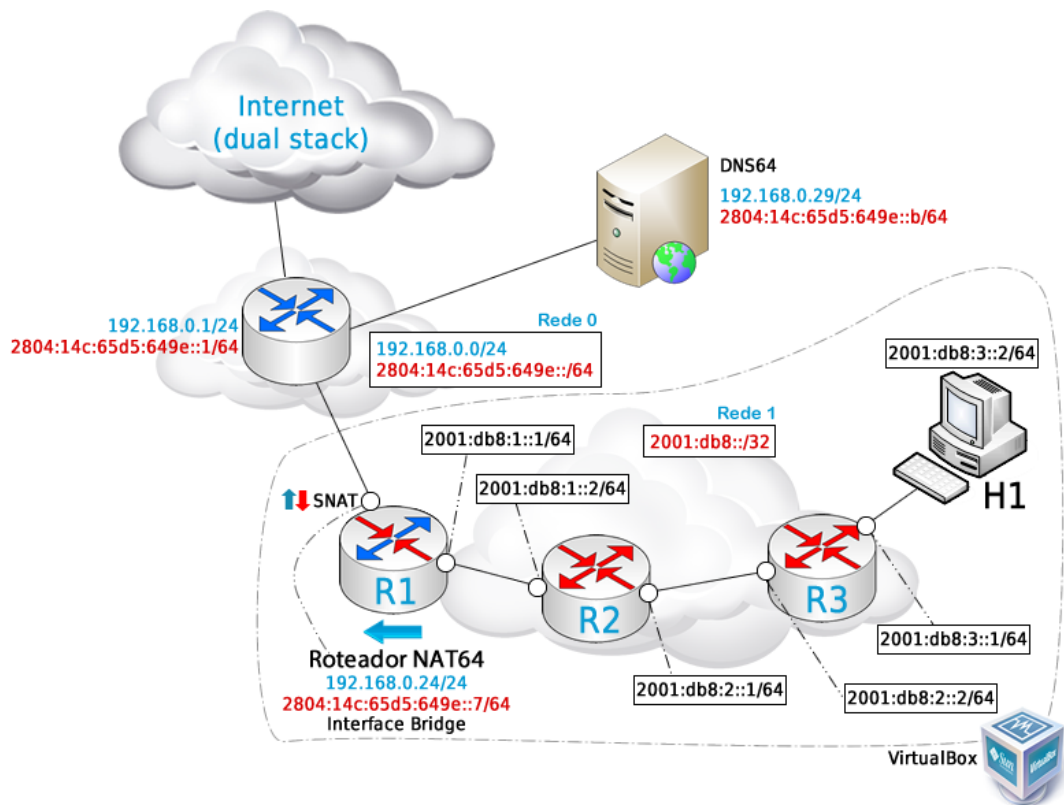 Internet
(dual stack)
DNS64
192.168.0.29/24
2804:14c:65d5:649e::b/64
192.168.0.1/24
2804:14c:65d5:649e::1/64
Rede 0
192.168.0.0/24
2804:14c:65d5:649e::/64
2001:db8:3::2/64
H1
Rede 1
2001:db8::/32
2001:db8:1::1/64
2001:db8:1::2/64
SNAT
R1
R2
R3
Roteador NAT64
192.168.0.24/24
2804:14c:65d5:649e::7/64
Interface Bridge
2001:db8:2::1/64
2001:db8:3::1/64
2001:db8:2::2/64
VirtualBox
Sun
VirtualBox